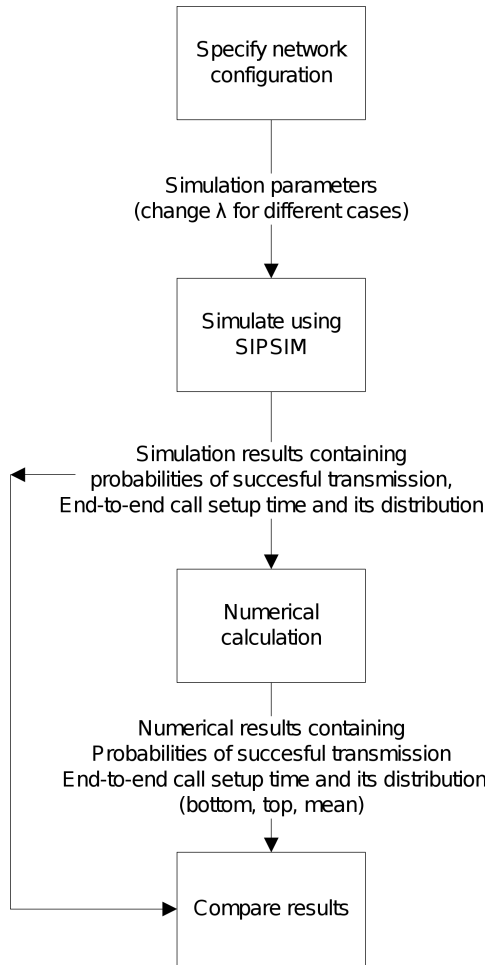 Specify network
configuration
Simulation parameters
(change λ for different cases)
Simulate using
SIPSIM
Simulation results containing
probabilities of succesful transmission,
End-to-end call setup time and its distribution
Numerical
calculation
Numerical results containing
Probabilities of succesful transmission
End-to-end call setup time and its distribution
(bottom, top, mean)
Compare results